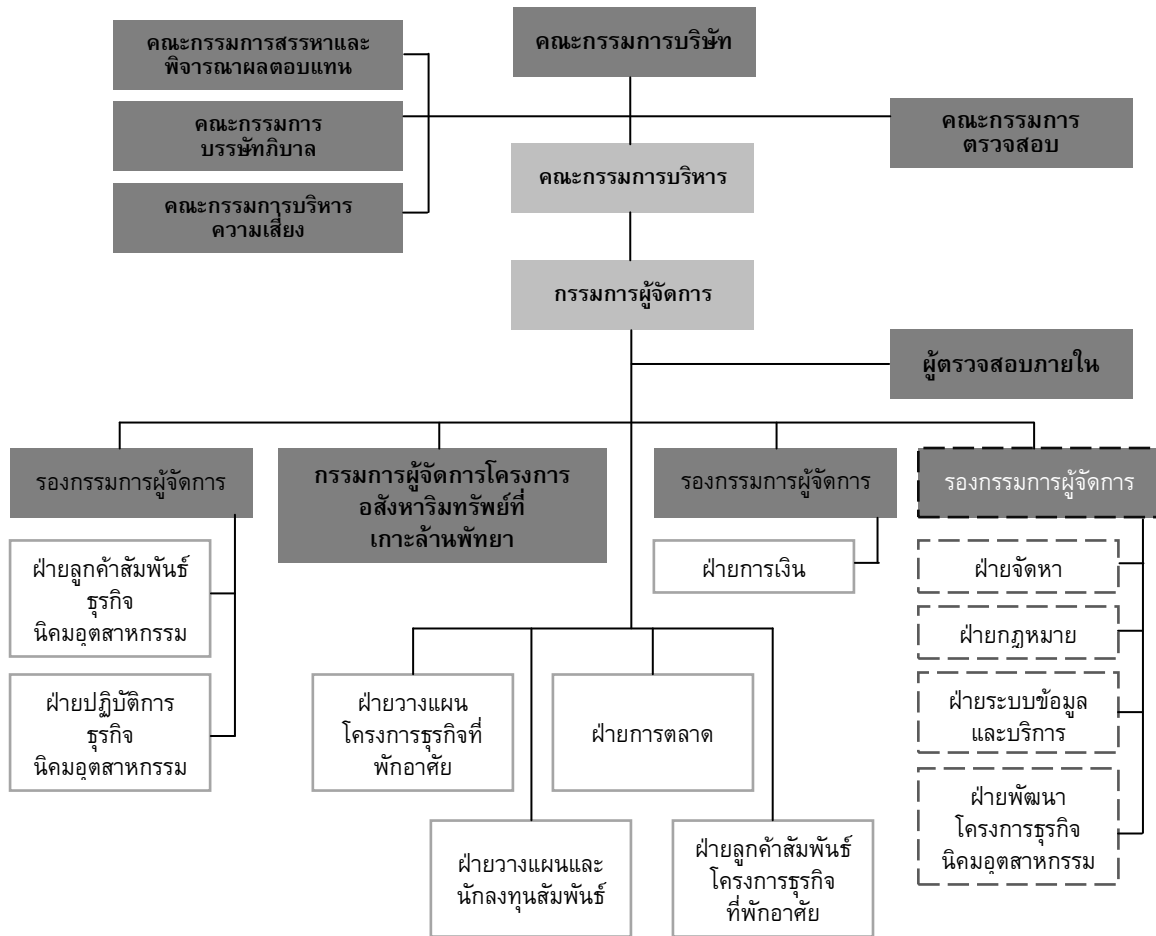 คณะกรรมการสรรหาและ
พิจารณาผลตอบแทน
คณะกรรมการบริษัท
คณะกรรมการ
บรรษัทภิบาล
คณะกรรมการ
ตรวจสอบ
คณะกรรมการบริหาร
คณะกรรมการบริหาร
ความเสี่ยง
กรรมการผู้จัดการ
ผู้ตรวจสอบภายใน
รองกรรมการผู้จัดการ
กรรมการผู้จัดการโครงการ
อสังหาริมทรัพย์ที่
เกาะล้านพัทยา
รองกรรมการผู้จัดการ
รองกรรมการผู้จัดการ
ฝ่ายลูกค้าสัมพันธ์
ธุรกิจ
นิคมอุตสาหกรรม
ฝ่ายปฏิบัติการ
ธุรกิจ
นิคมอุตสาหกรรม
ฝ่ายการเงิน
ฝ่ายจัดหา
ฝ่ายกฎหมาย
ฝ่ายระบบข้อมูล
และบริการ
ฝ่ายพัฒนา
โครงการธุรกิจ
นิคมอุตสาหกรรม
ฝ่ายวางแผน
โครงการธุรกิจที่
พักอาศัย
ฝ่ายการตลาด
ฝ่ายวางแผนและ
นักลงทุนสัมพันธ์
ฝ่ายลูกค้าสัมพันธ์
โครงการธุรกิจ
ที่พักอาศัย